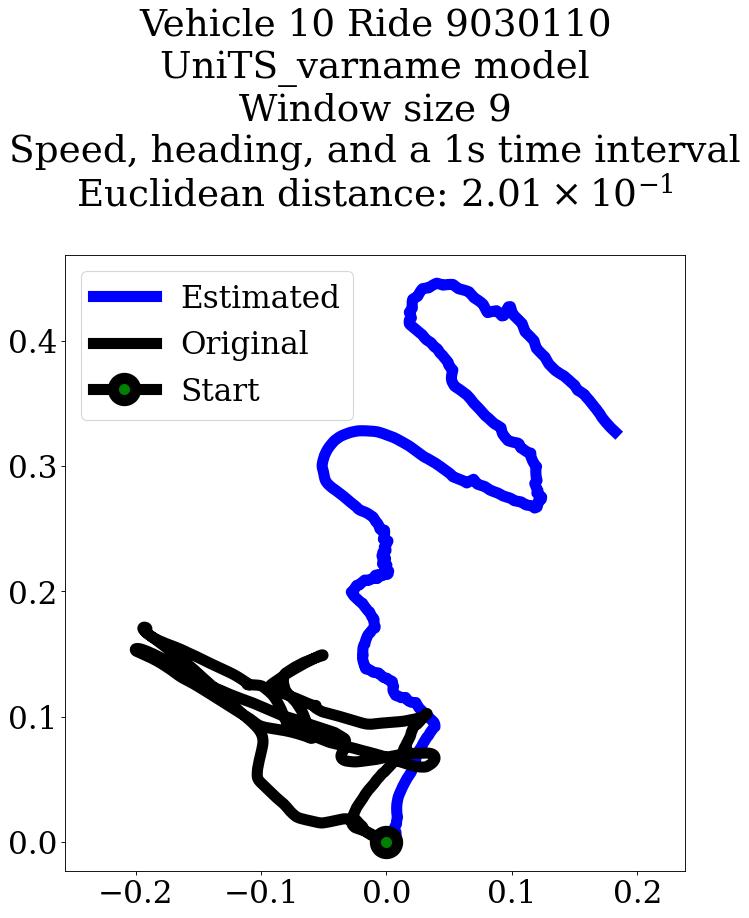 Vehicle 10 Ride 9030110
UniTS_varname model
Window size 9
Speed, heading, and a 1s time interval
Euclidean distance: 2.01 × 10⁻¹
Estimated
Original
Start
0.4
0.3
0.2
0.1
0.0
−0.2 −0.1 0.0 0.1 0.2